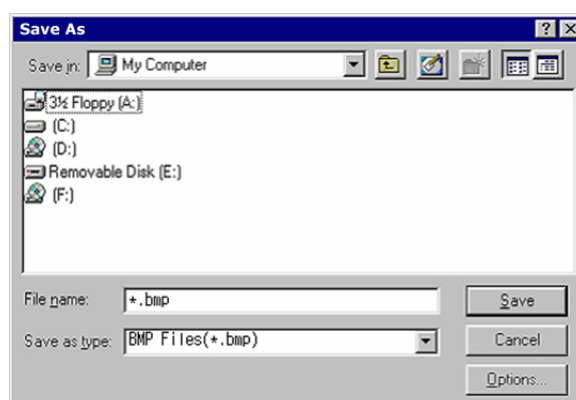 Save As
Save in: My Computer
3½ Floppy (A:)
(C:)
(D:)
Removable Disk (E:)
(F:)
File name: *.bmp Save
Save as type: BMP Files(*.bmp) Cancel
Options...